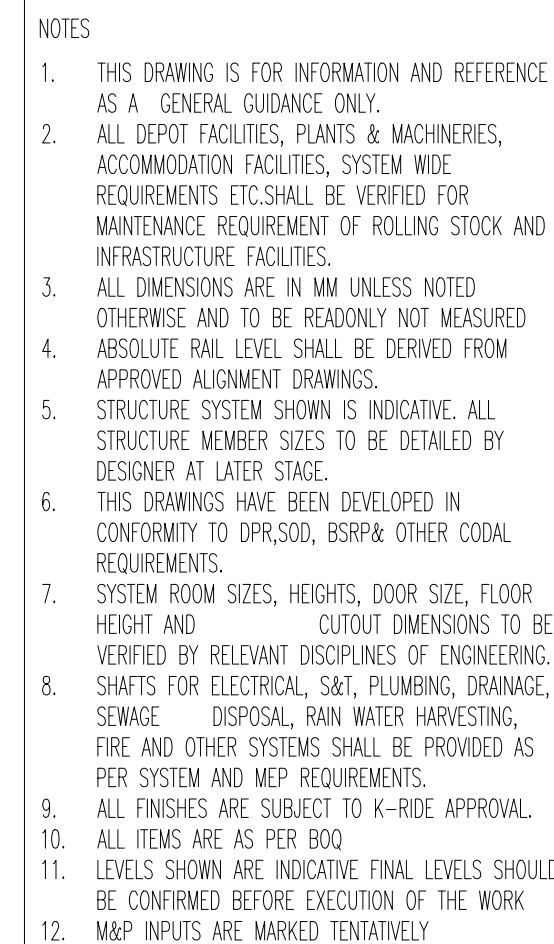 NOTES
1. THIS DRAWING IS FOR INFORMATION AND REFERENCE
AS A GENERAL GUIDANCE ONLY.
2. ALL DEPOT FACILITIES, PLANTS & MACHINERIES,
ACCOMMODATION FACILITIES, SYSTEM WIDE
REQUIREMENTS ETC.SHALL BE VERIFIED FOR
MAINTENANCE REQUIREMENT OF ROLLING STOCK AND
INFRASTRUCTURE FACILITIES.
3. ALL DIMENSIONS ARE IN MM UNLESS NOTED
OTHERWISE AND TO BE READONLY NOT MEASURED
4. ABSOLUTE RAIL LEVEL SHALL BE DERIVED FROM
APPROVED ALIGNMENT DRAWINGS.
5. STRUCTURE SYSTEM SHOWN IS INDICATIVE. ALL
STRUCTURE MEMBER SIZES TO BE DETAILED BY
DESIGNER AT LATER STAGE.
6. THIS DRAWINGS HAVE BEEN DEVELOPED IN
CONFORMITY TO DPR,SOD, BSRP& OTHER CODAL
REQUIREMENTS.
7. SYSTEM ROOM SIZES, HEIGHTS, DOOR SIZE, FLOOR
HEIGHT AND CUTOUT DIMENSIONS TO BE
VERIFIED BY RELEVANT DISCIPLINES OF ENGINEERING.
8. SHAFTS FOR ELECTRICAL, S&T, PLUMBING, DRAINAGE,
SEWAGE DISPOSAL, RAIN WATER HARVESTING,
FIRE AND OTHER SYSTEMS SHALL BE PROVIDED AS
PER SYSTEM AND MEP REQUIREMENTS.
9. ALL FINISHES ARE SUBJECT TO K-RIDE APPROVAL.
10. ALL ITEMS ARE AS PER BOQ
11. LEVELS SHOWN ARE INDICATIVE FINAL LEVELS SHOULD
BE CONFIRMED BEFORE EXECUTION OF THE WORK
12. M&P INPUTS ARE MARKED TENTATIVELY